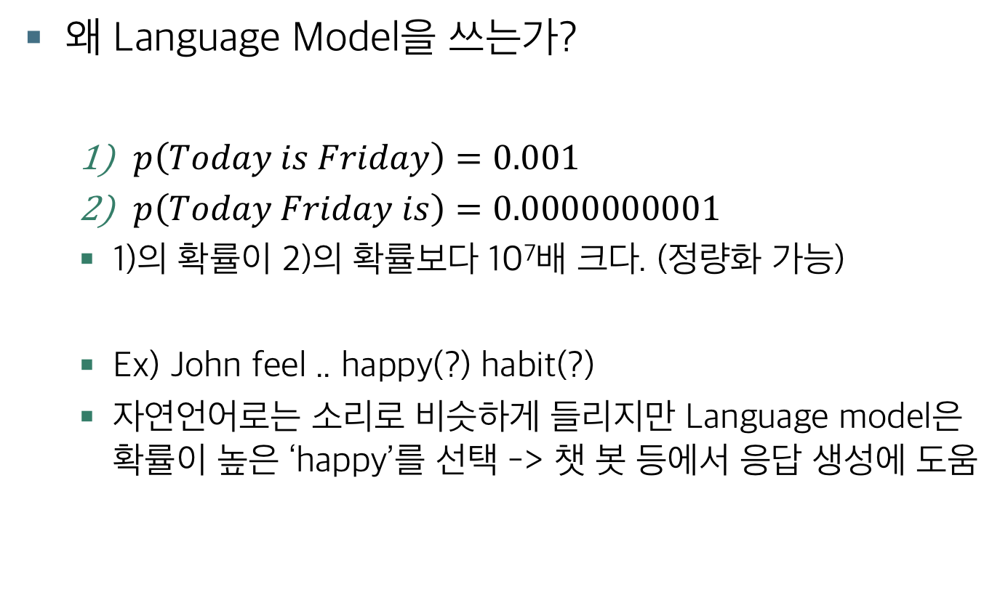 왜 Language Model을 쓰는가?
1) p(Today is Friday) = 0.001
2) p(Today Friday is) = 0.0000000001
1)의 확률이 2)의 확률보다 10⁷배 크다. (정량화 가능)
Ex) John feel .. happy(?) habit(?)
자연언어로는 소리로 비슷하게 들리지만 Language model은
확률이 높은 ‘happy’를 선택 -> 챗 봇 등에서 응답 생성에 도움